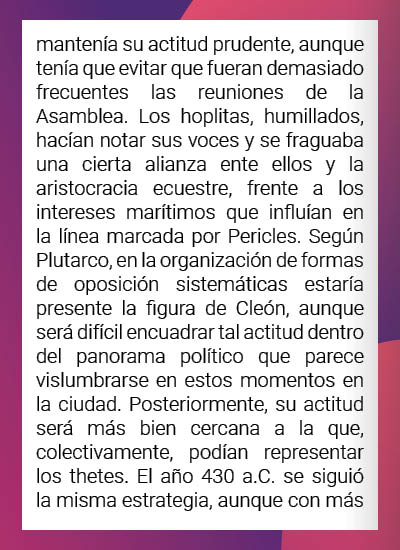 mantenía su actitud prudente, aunque
tenía que evitar que fueran demasiado
frecuentes las reuniones de la
Asamblea. Los hoplitas, humillados,
hacían notar sus voces y se fraguaba
una cierta alianza ente ellos y la
aristocracia ecuestre, frente a los
intereses marítimos que influían en
la línea marcada por Pericles. Según
Plutarco, en la organización de formas
de oposición sistemáticas estaría
presente la figura de Cleón, aunque
será difícil encuadrar tal actitud dentro
del panorama político que parece
vislumbrarse en estos momentos en
la ciudad. Posteriormente, su actitud
será más bien cercana a la que,
colectivamente, podían representar
los thetes. El año 430 a.C. se siguió
la misma estrategia, aunque con más